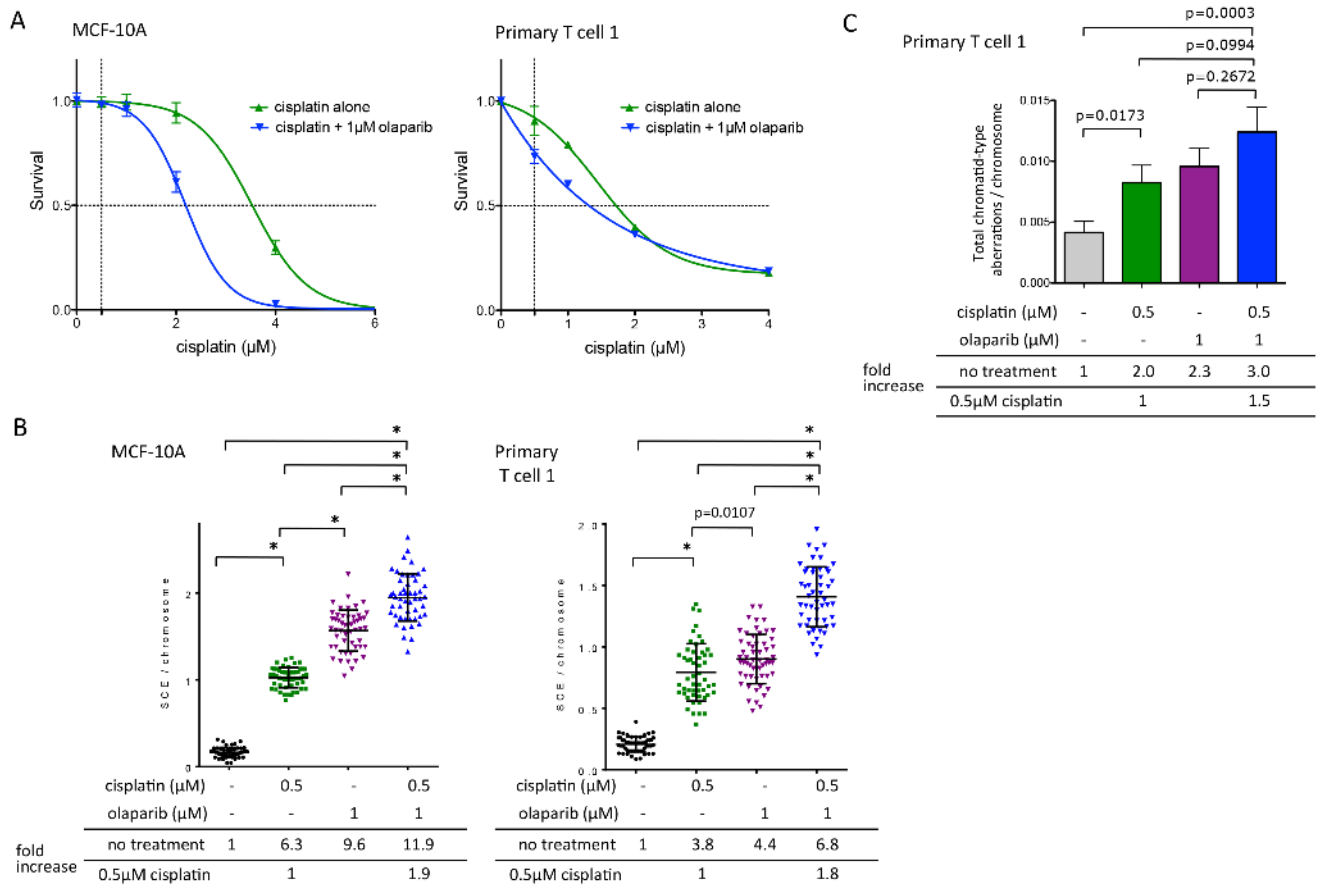 A
MCF-10A
1.0
0.5
0.0
0
2
4
6
Survival
cisplatin (µM)
cisplatin alone
cisplatin + 1µM olaparib
Primary T cell 1
1.0
0.5
0.0
0
1
2
3
4
Survival
cisplatin (µM)
cisplatin alone
cisplatin + 1µM olaparib
C
Primary T cell 1
p=0.0003
p=0.0994
p=0.2672
p=0.0173
0.015
0.010
0.005
0.000
Total chromatid-type
aberrations / chromosome
cisplatin (µM) - 0.5 - 0.5
olaparib (µM) - - 1 1
fold
increase
no treatment 1 2.0 2.3 3.0
0.5µM cisplatin 1 1.5
B
MCF-10A
*
*
*
*
*
2
1
0
SCE / chromosome
cisplatin (µM) - 0.5 - 0.5
olaparib (µM) - - 1 1
fold
increase
no treatment 1 6.3 9.6 11.9
0.5µM cisplatin 1 1.9
Primary
T cell 1
*
*
*
p=0.0107
*
2.0
1.5
1.0
0.5
0.0
SCE / chromosome
cisplatin (µM) - 0.5 - 0.5
olaparib (µM) - - 1 1
no treatment 1 3.8 4.4 6.8
0.5µM cisplatin 1 1.8